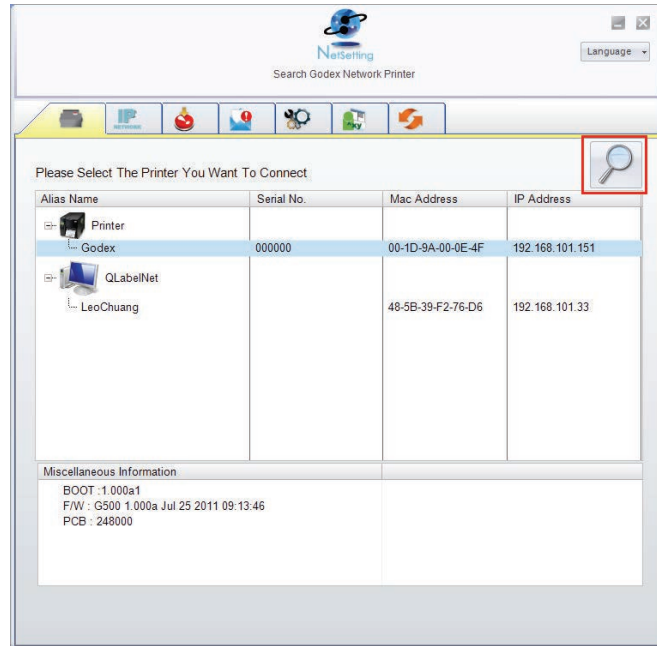 NetSetting
Language
Search Godex Network Printer
IP
NETWORK
Please Select The Printer You Want To Connect
Alias Name Serial No. Mac Address IP Address
Printer
Godex 000000 00-1D-9A-00-0E-4F 192.168.101.151
QLabelNet
LeoChuang 48-5B-39-F2-76-D6 192.168.101.33
Miscellaneous Information
BOOT :1.000a1
F/W : G500 1.000a Jul 25 2011 09:13:46
PCB : 248000